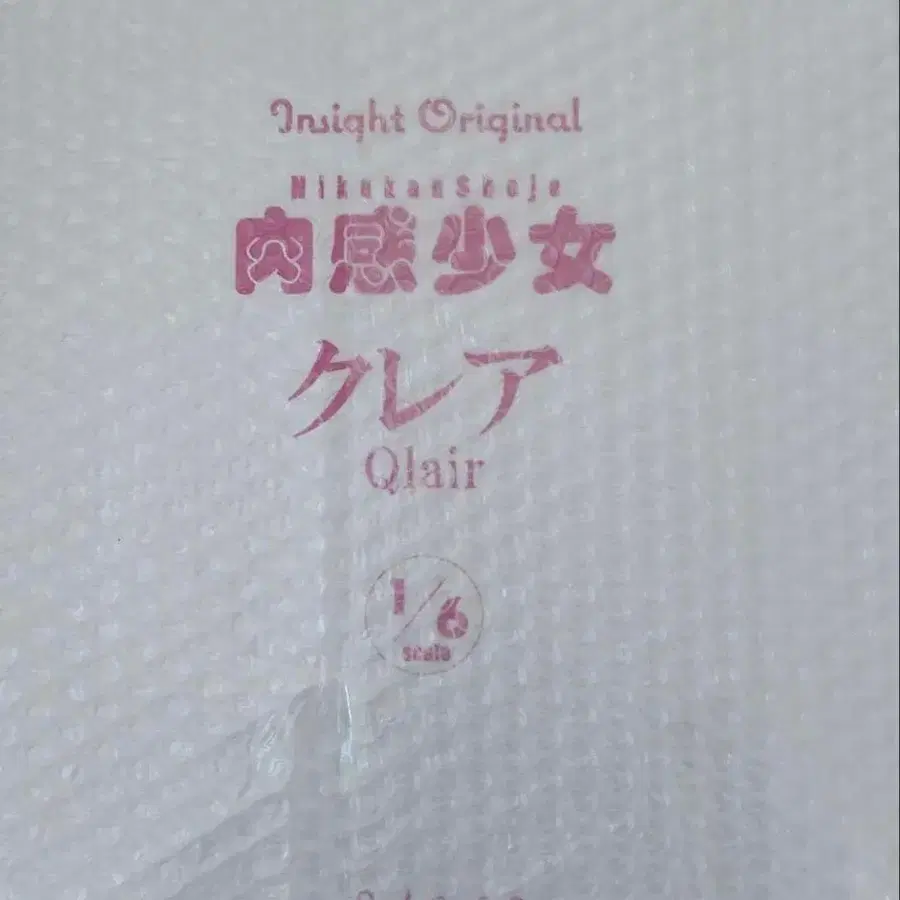 Insight Original
NikukanShojo
肉感少女
クレア
Qlair
1/6
scale